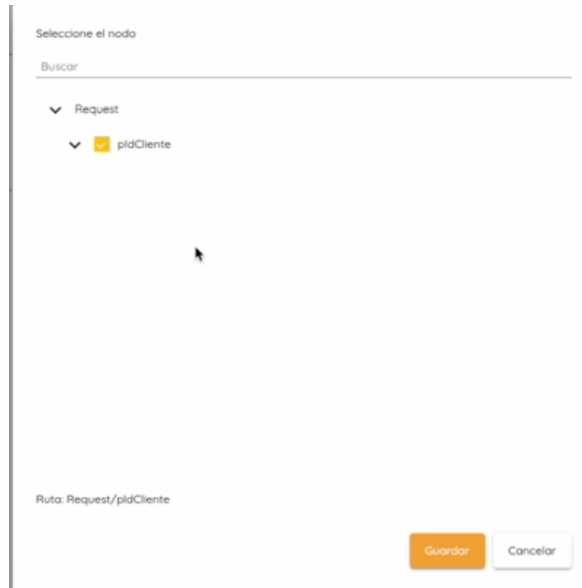 Seleccione el nodo
Buscar
Request
pIdCliente
Ruta: Request/pIdCliente
Guardar Cancelar